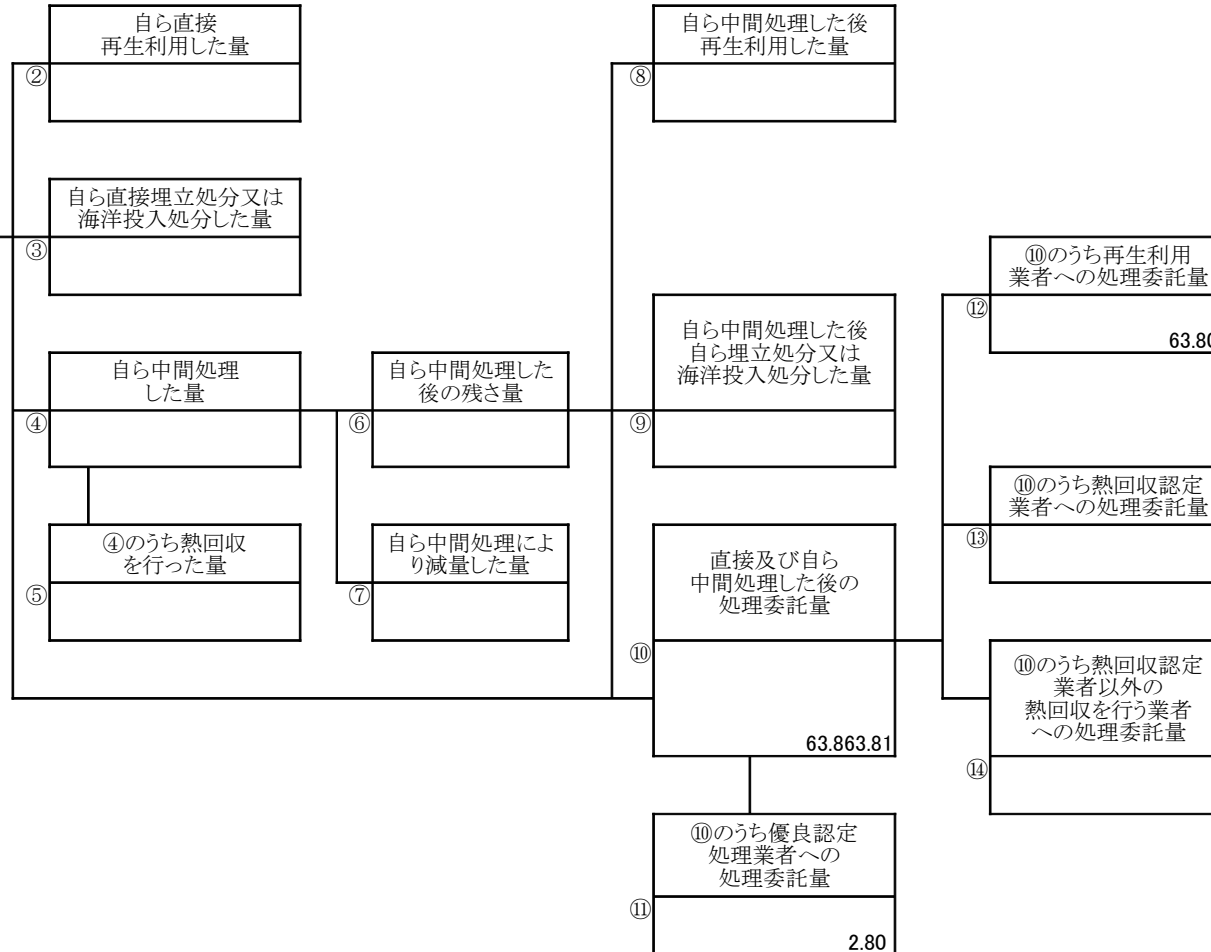 自ら直接
再生利用した量
②
自ら中間処理した後
再生利用した量
⑧
自ら直接埋立処分又は
海洋投入処分した量
③
⑩のうち再生利用
業者への処理委託量
⑫
63.80
自ら中間処理した後
自ら埋立処分又は
海洋投入処分した量
⑨
自ら中間処理
した量
④
自ら中間処理した
後の残さ量
⑥
⑩のうち熱回収認定
業者への処理委託量
⑬
④のうち熱回収
を行った量
⑤
自ら中間処理によ
り減量した量
⑦
直接及び自ら
中間処理した後の
処理委託量
⑩
63.863.81
⑩のうち熱回収認定
業者以外の
熱回収を行う業者
への処理委託量
⑭
⑩のうち優良認定
処理業者への
処理委託量
⑪
2.80